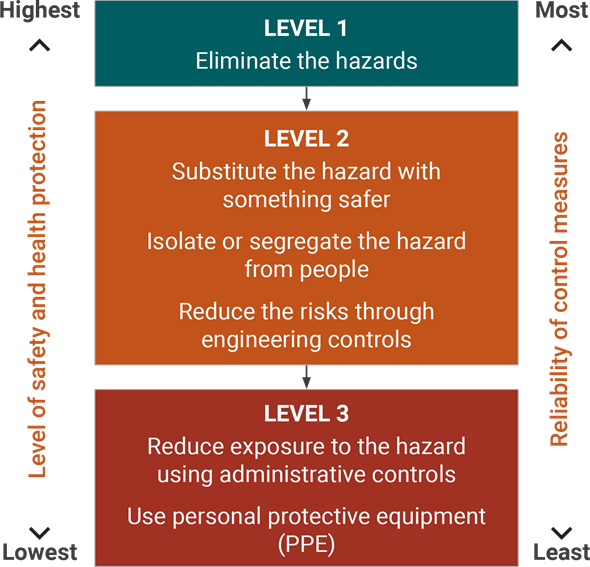 Highest
Most
LEVEL 1
Eliminate the hazards
LEVEL 2
Substitute the hazard with
something safer
Isolate or segregate the hazard
from people
Reduce the risks through
engineering controls
LEVEL 3
Reduce exposure to the hazard
using administrative controls
Use personal protective equipment
(PPE)
Level of safety and health protection
Reliability of control measures
Lowest
Least